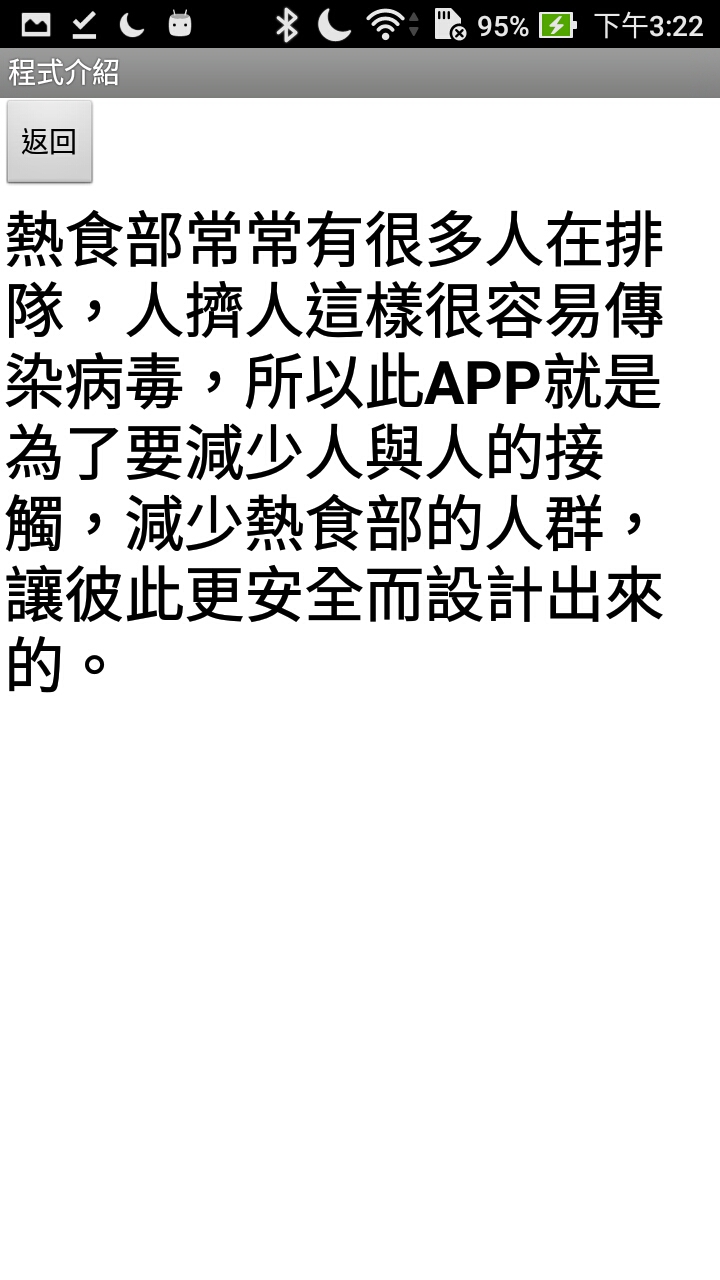 95% 下午3:22
程式介紹
返回
熱食部常常有很多人在排
隊，人擠人這樣很容易傳
染病毒，所以此APP就是
為了要減少人與人的接
觸，減少熱食部的人群，
讓彼此更安全而設計出來
的。